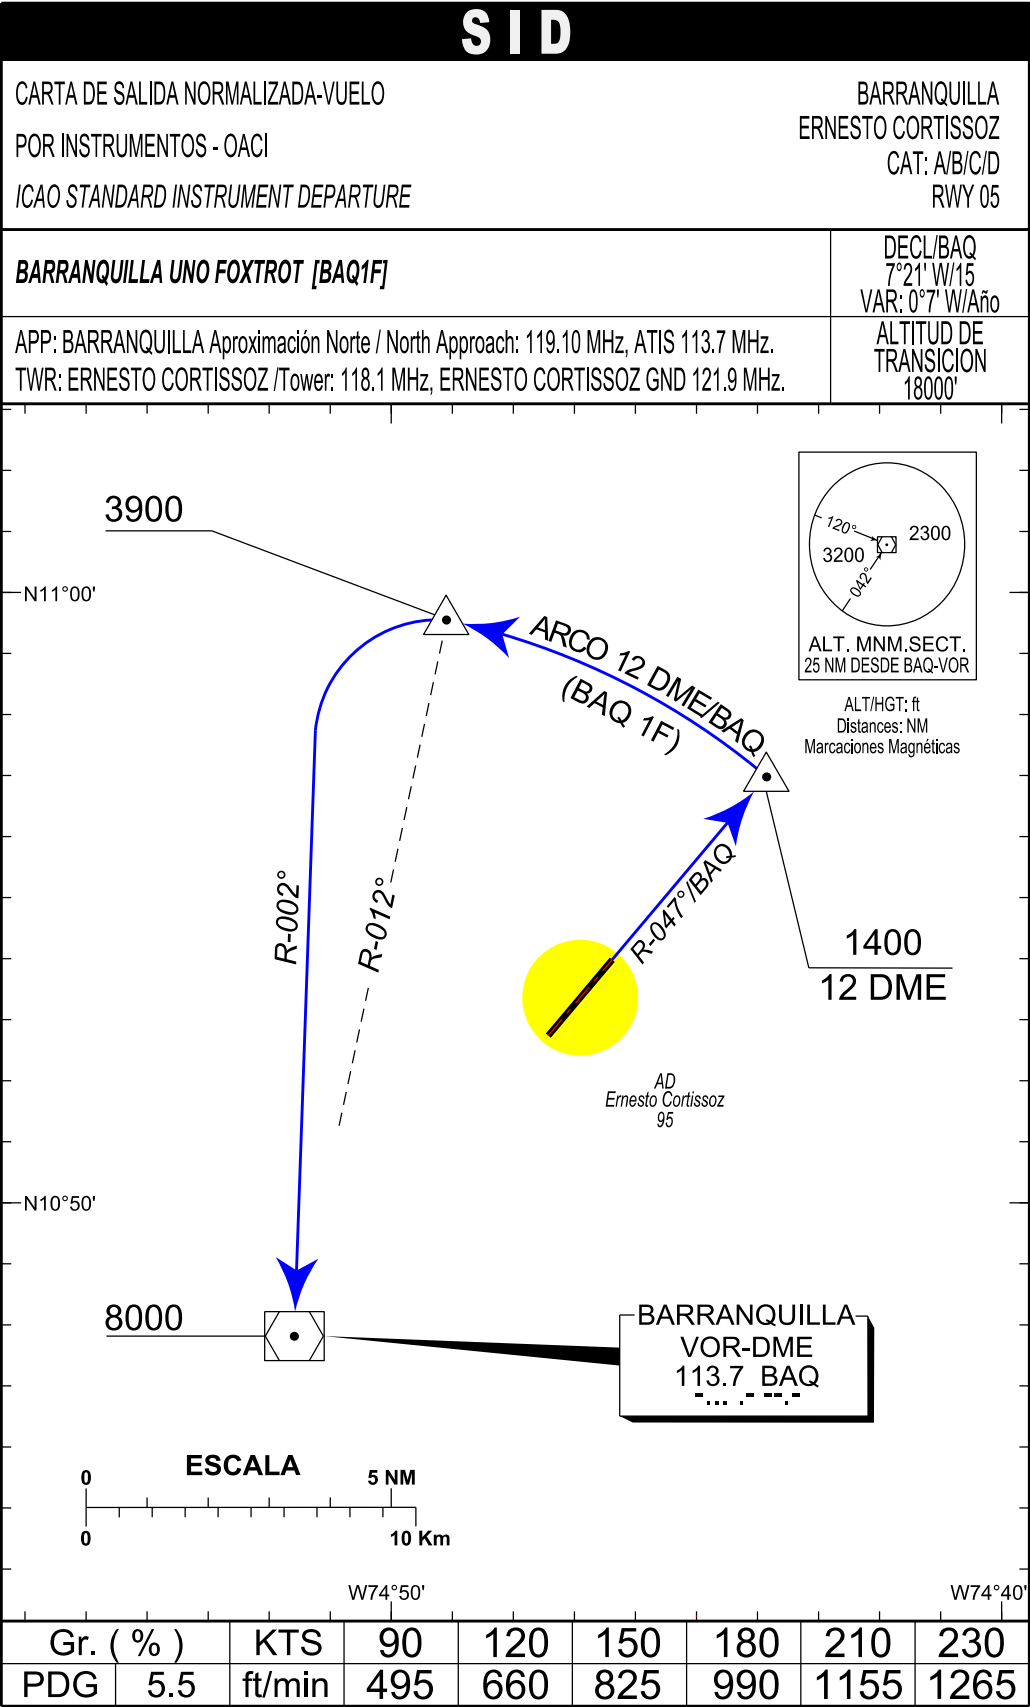 SID
CARTA DE SALIDA NORMALIZADA-VUELO
POR INSTRUMENTOS - OACI
ICAO STANDARD INSTRUMENT DEPARTURE
BARRANQUILLA
ERNESTO CORTISSOZ
CAT: A/B/C/D
RWY 05
BARRANQUILLA UNO FOXTROT [BAQ1F]
DECL/BAQ
7°21' W/15
VAR: 0°7' W/Año
APP: BARRANQUILLA Aproximación Norte / North Approach: 119.10 MHz, ATIS 113.7 MHz.
TWR: ERNESTO CORTISSOZ /Tower: 118.1 MHz, ERNESTO CORTISSOZ GND 121.9 MHz.
ALTITUD DE
TRANSICION
18000'
3900
N11°00'
120°
2300
3200
042°
ALT. MNM.SECT.
25 NM DESDE BAQ-VOR
ALT/HGT: ft
Distances: NM
Marcaciones Magnéticas
ARCO 12 DME/BAQ
(BAQ 1F)
R-002°
R-012°
R-047°/BAQ
1400
12 DME
AD
Ernesto Cortissoz
95
N10°50'
8000
BARRANQUILLA
VOR-DME
113.7 BAQ
ESCALA
0 5 NM
0 10 Km
W74°50'
W74°40'
Gr. ( % ) KTS 90 120 150 180 210 230
PDG 5.5 ft/min 495 660 825 990 1155 1265